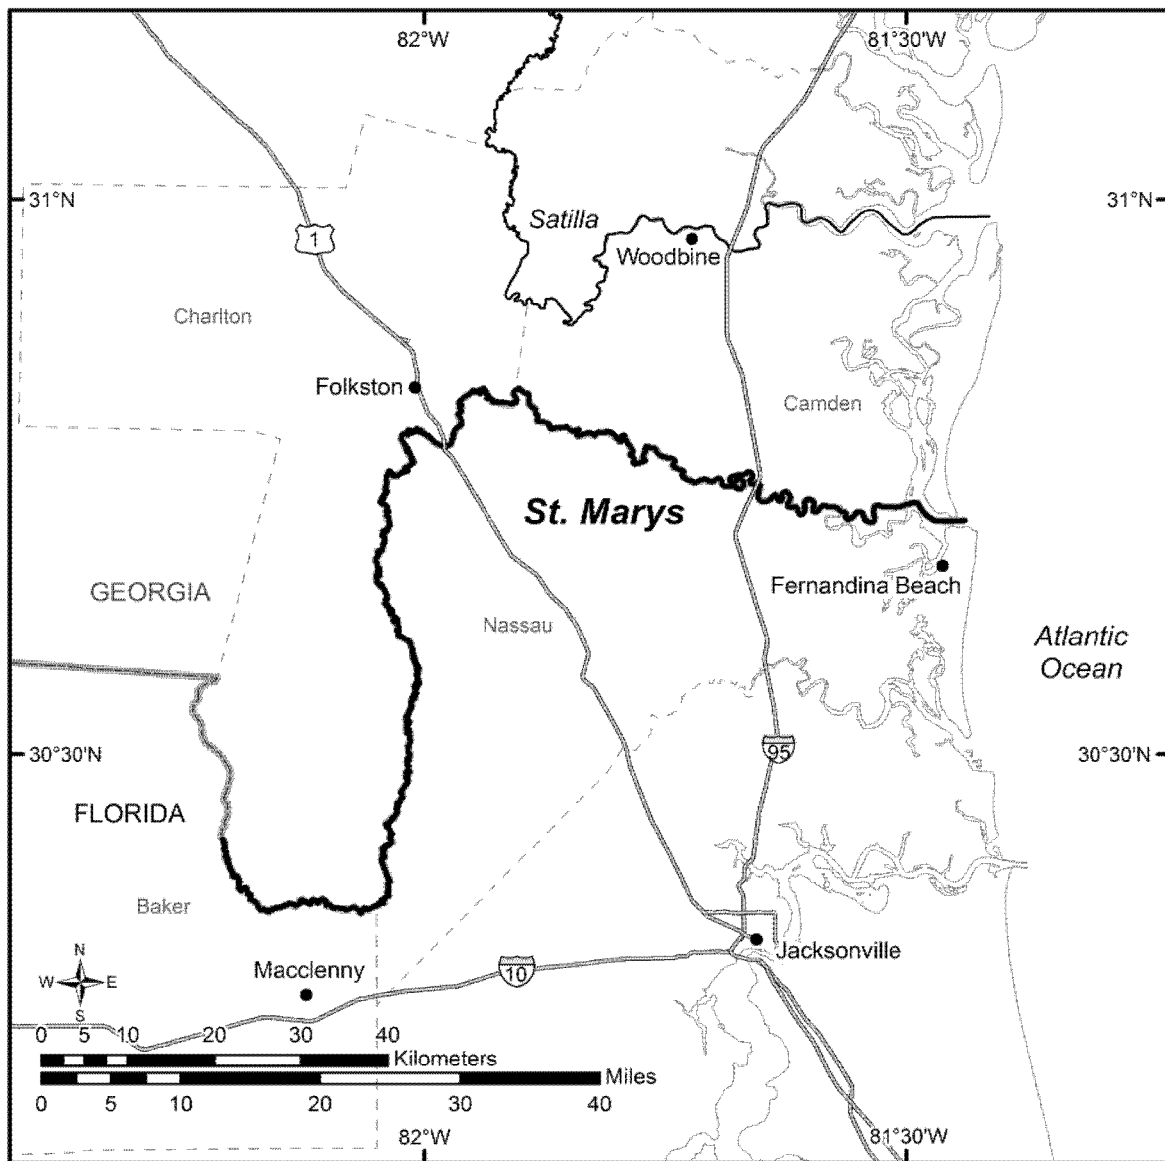 82°W
81°30'W
31°N
31°N
Satilla
1
Woodbine
Charlton
Folkston
Camden
St. Marys
Fernandina Beach
GEORGIA
Nassau
Atlantic
Ocean
30°30'N
95
30°30'N
FLORIDA
Baker
Jacksonville
N
W E
S
Macclenny
10
0 5 10 20 30 40
Kilometers
Miles
0 5 10 20 30 40
82°W
81°30'W